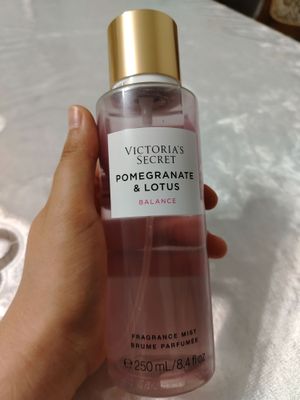 VICTORIA'S
SECRET
POMEGRANATE
& LOTUS
BALANCE
FRAGRANCE MIST
BRUME PARFUMÉE
℮ 250 mL/8.4 fl oz